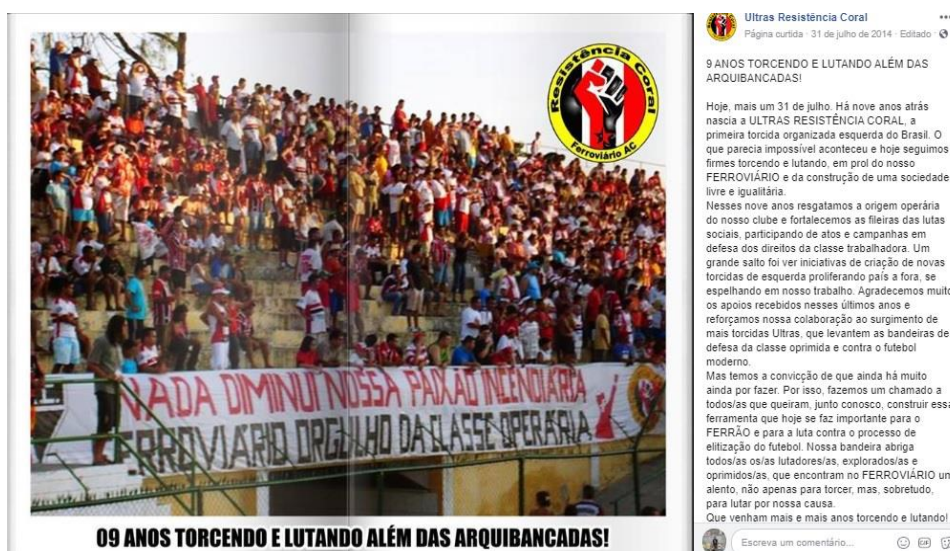 Resistência Coral
Ferroviário AC
NADA DIMINUI NOSSA PAIXÃO INCENDIÁRIA
FERROVIÁRIO ORGULHO DA CLASSE OPERÁRIA
09 ANOS TORCENDO E LUTANDO ALÉM DAS ARQUIBANCADAS!
Ultras Resistência Coral
Página curtida · 31 de julho de 2014 · Editado ·
9 ANOS TORCENDO E LUTANDO ALÉM DAS
ARQUIBANCADAS!
Hoje, mais um 31 de julho. Há nove anos atrás
nascia a ULTRAS RESISTÊNCIA CORAL, a
primeira torcida organizada esquerda do Brasil. O
que parecia impossível aconteceu e hoje seguimos
firmes torcendo e lutando, em prol do nosso
FERROVIÁRIO e da construção de uma sociedade
livre e igualitária.
Nesses nove anos resgatamos a origem operária
do nosso clube e fortalecemos as fileiras das lutas
sociais, participando de atos e campanhas em
defesa dos direitos da classe trabalhadora. Um
grande salto foi ver iniciativas de criação de novas
torcidas de esquerda proliferando país a fora, se
espelhando em nosso trabalho. Agradecemos muito
os apoios recebidos nesses últimos anos e
reforçamos nossa colaboração ao surgimento de
mais torcidas Ultras, que levantem as bandeiras de
defesa da classe oprimida e contra o futebol
moderno.
Mas temos a convicção de que ainda há muito
ainda por fazer. Por isso, fazemos um chamado a
todos/as que queiram, junto conosco, construir essa
ferramenta que hoje se faz importante para o
FERRÃO e para a luta contra o processo de
elitização do futebol. Nossa bandeira abriga
todos/as os/as lutadores/as, explorados/as e
oprimidos/as, que encontram no FERROVIÁRIO um
alento, não apenas para torcer, mas, sobretudo,
para lutar por nossa causa.
Que venham mais e mais anos torcendo e lutando!
Escreva um comentário...
GIF